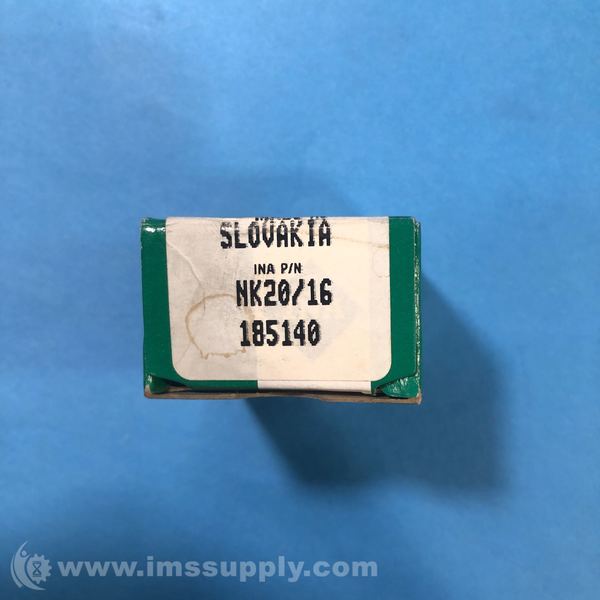 SLOVAKIA
INA P/N
NK20/16
185140
www.imssupply.com